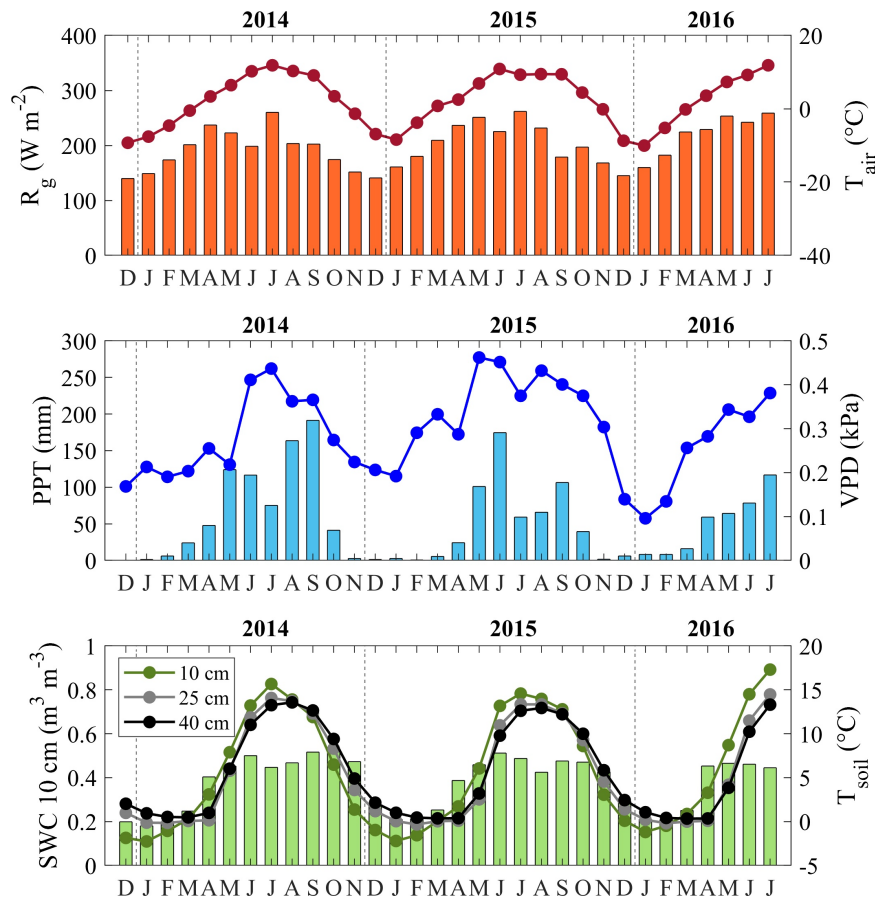 2014 2015 2016
400 300 200 100 0
R_g (W m^-2)
20 0 -20 -40
T_air (°C)
D J F M A M J J A S O N D J F M A M J J A S O N D J F M A M J J
2014 2015 2016
300 250 200 150 100 50 0
PPT (mm)
0.5 0.4 0.3 0.2 0.1 0
VPD (kPa)
D J F M A M J J A S O N D J F M A M J J A S O N D J F M A M J J
2014 2015 2016
1 0.8 0.6 0.4 0.2 0
SWC 10 cm (m^3 m^-3)
10 cm
25 cm
40 cm
20 15 10 5 0 -5
T_soil (°C)
D J F M A M J J A S O N D J F M A M J J A S O N D J F M A M J J